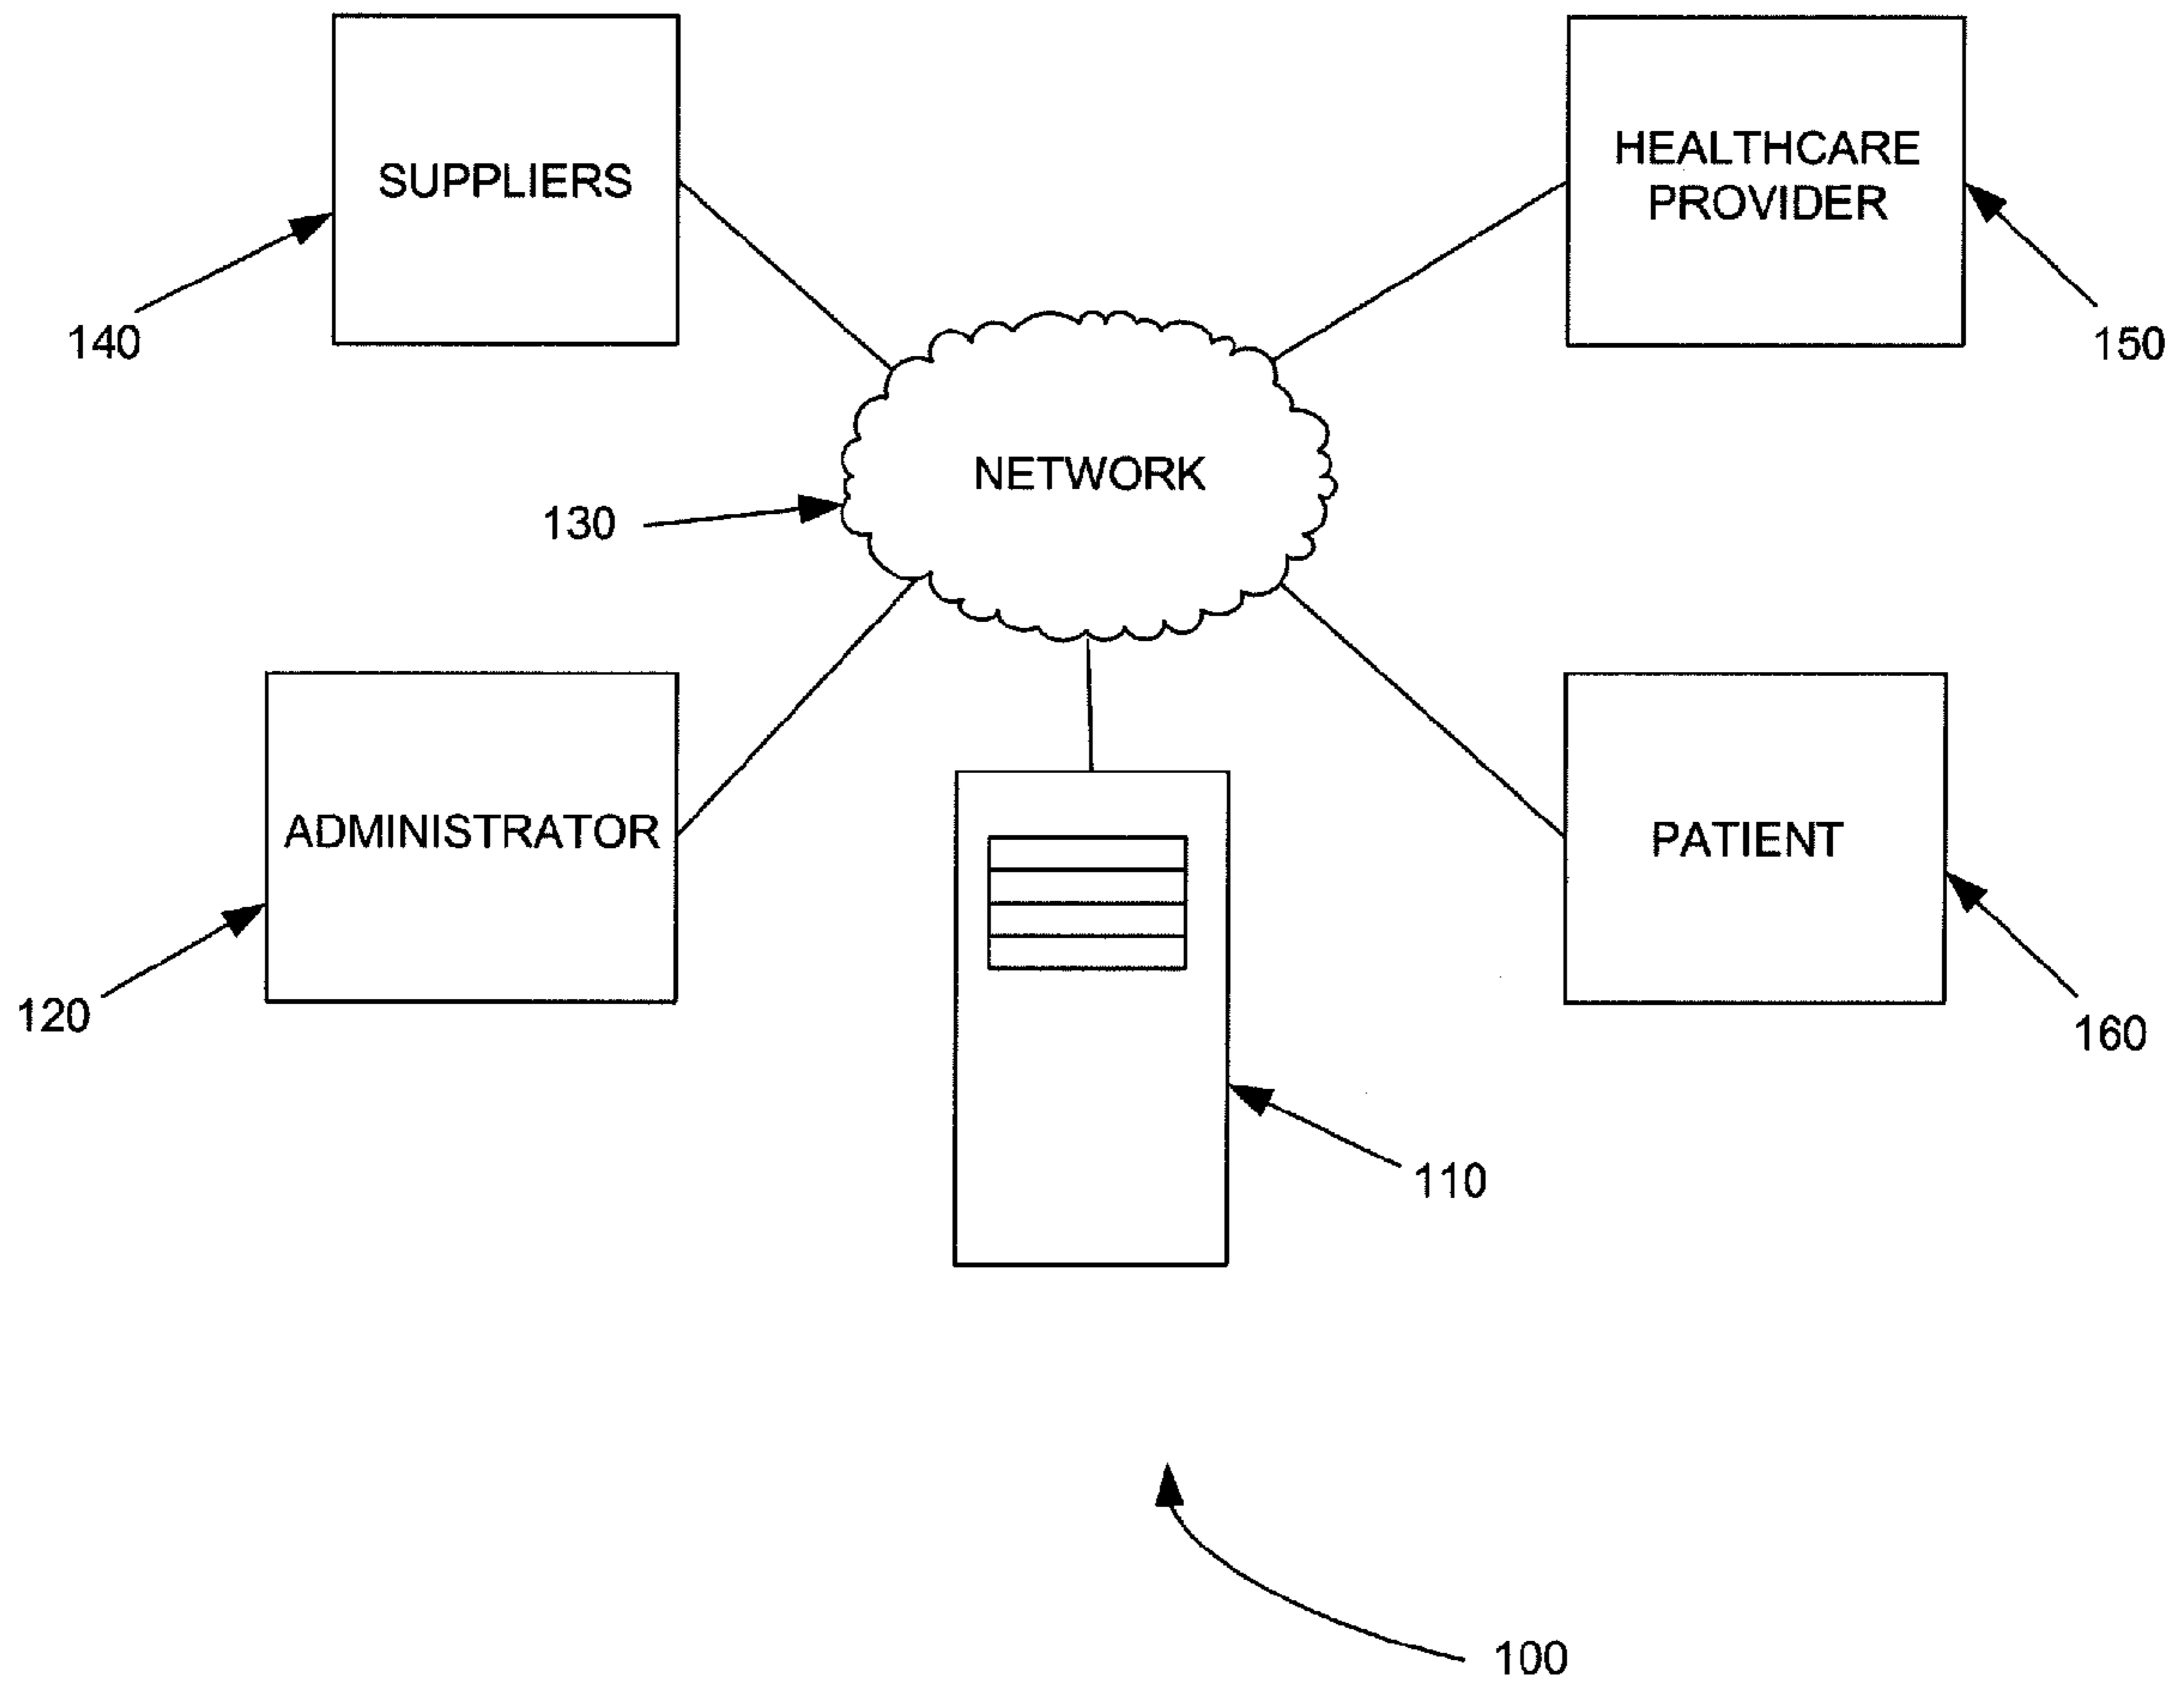 SUPPLIERS
HEALTHCARE
PROVIDER
140
150
NETWORK
130
ADMINISTRATOR
PATIENT
120
160
110
100